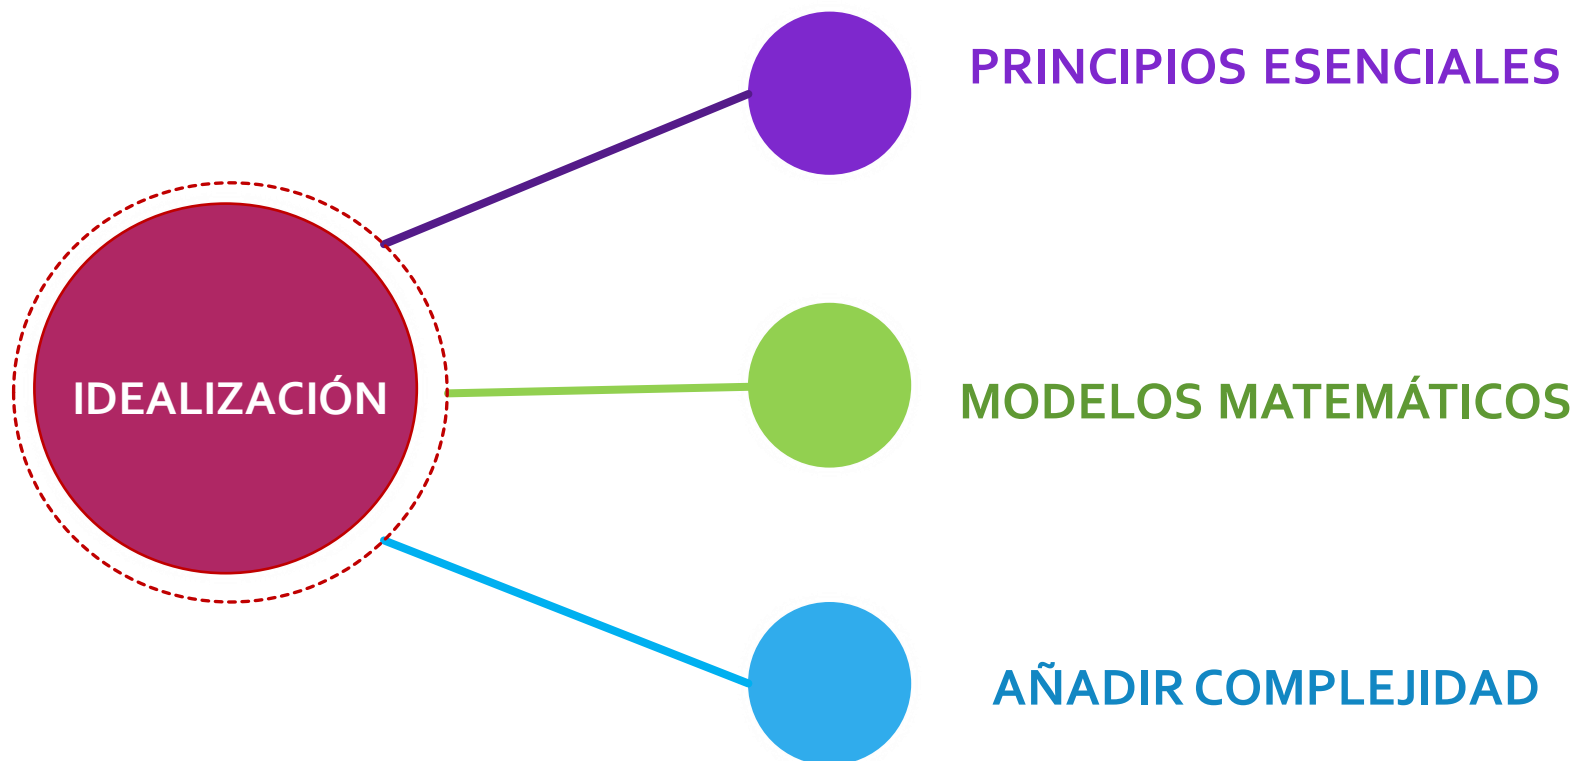 PRINCIPIOS ESENCIALES
IDEALIZACIÓN
MODELOS MATEMÁTICOS
AÑADIR COMPLEJIDAD